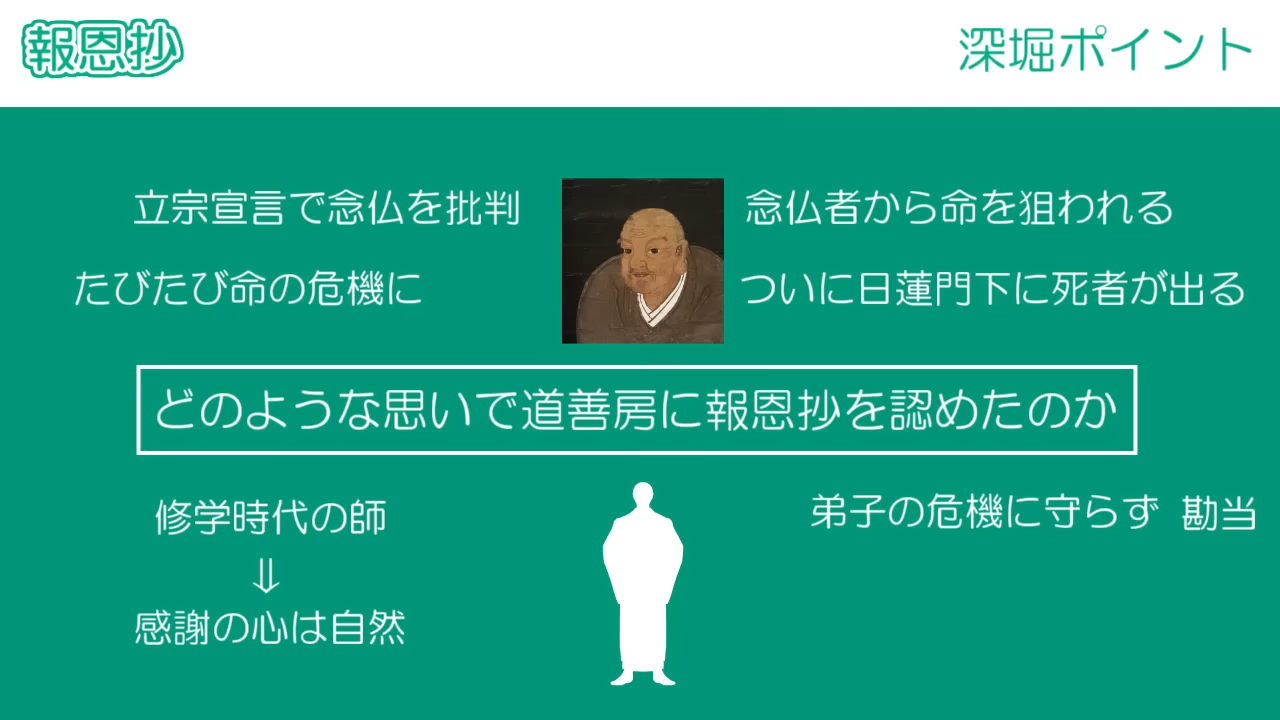 報恩抄
深堀ポイント
立宗宣言で念仏を批判
念仏者から命を狙われる
たびたび命の危機に
ついに日蓮門下に死者が出る
どのような思いで道善房に報恩抄を認めたのか
修学時代の師
⇓
感謝の心は自然
弟子の危機に守らず 勘当